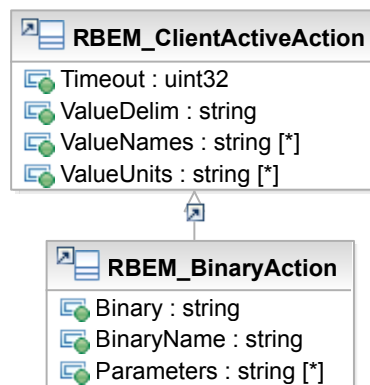 RBEM_ClientActiveAction
Timeout : uint32
ValueDelim : string
ValueNames : string [*]
ValueUnits : string [*]
RBEM_BinaryAction
Binary : string
BinaryName : string
Parameters : string [*]